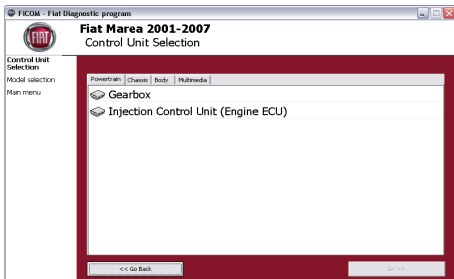 FICOM - Fiat Diagnostic program
FIAT
Fiat Marea 2001-2007
Control Unit Selection
Control Unit
Selection
Model selection
Main menu
Powertrain Chassis Body Multimedia
Gearbox
Injection Control Unit (Engine ECU)
<< Go Back
Go >>